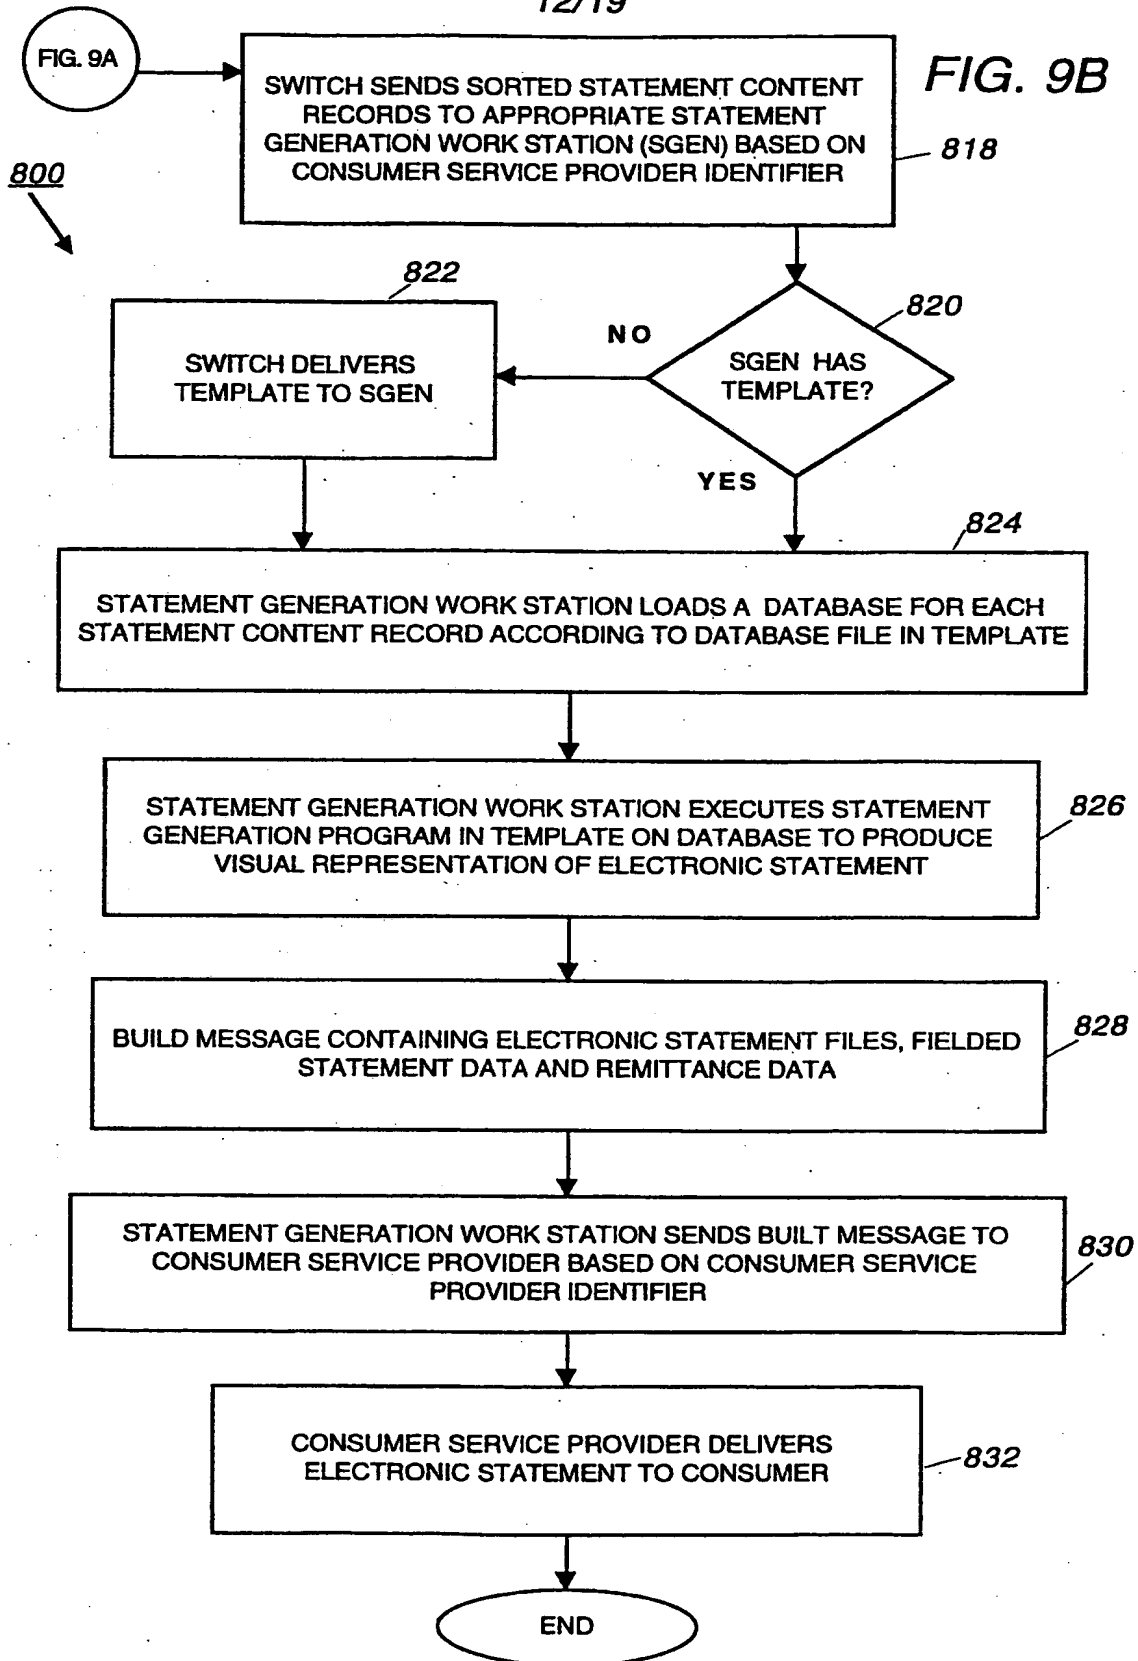 12/19
FIG. 9A
FIG. 9B
SWITCH SENDS SORTED STATEMENT CONTENT
RECORDS TO APPROPRIATE STATEMENT
GENERATION WORK STATION (SGEN) BASED ON
CONSUMER SERVICE PROVIDER IDENTIFIER
818
800
822
820
NO
SWITCH DELIVERS
TEMPLATE TO SGEN
SGEN HAS
TEMPLATE?
YES
824
STATEMENT GENERATION WORK STATION LOADS A DATABASE FOR EACH
STATEMENT CONTENT RECORD ACCORDING TO DATABASE FILE IN TEMPLATE
STATEMENT GENERATION WORK STATION EXECUTES STATEMENT
GENERATION PROGRAM IN TEMPLATE ON DATABASE TO PRODUCE
VISUAL REPRESENTATION OF ELECTRONIC STATEMENT
826
BUILD MESSAGE CONTAINING ELECTRONIC STATEMENT FILES, FIELDED
STATEMENT DATA AND REMITTANCE DATA
828
STATEMENT GENERATION WORK STATION SENDS BUILT MESSAGE TO
CONSUMER SERVICE PROVIDER BASED ON CONSUMER SERVICE
PROVIDER IDENTIFIER
830
CONSUMER SERVICE PROVIDER DELIVERS
ELECTRONIC STATEMENT TO CONSUMER
832
END